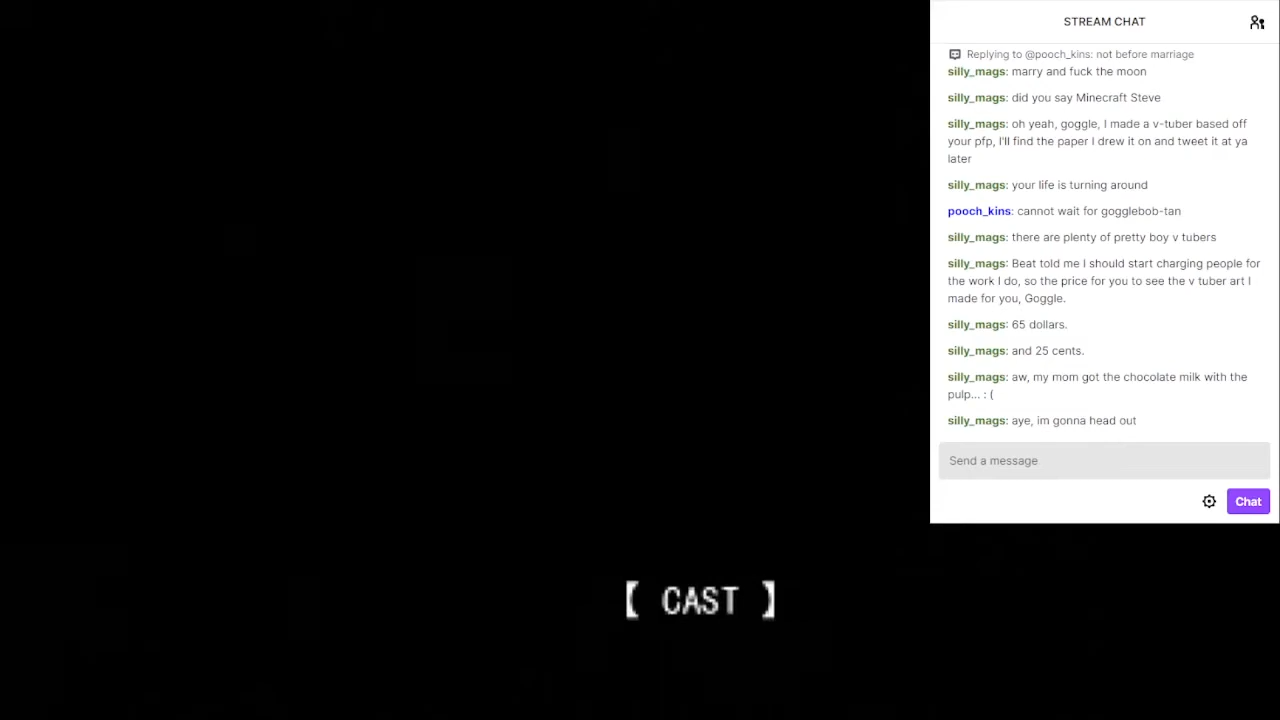 STREAM CHAT
Replying to @pooch_kins: not before marriage
silly_mags: marry and fuck the moon
silly_mags: did you say Minecraft Steve
silly_mags: oh yeah, goggle, I made a v-tuber based off
your pfp, I'll find the paper I drew it on and tweet it at ya
later
silly_mags: your life is turning around
pooch_kins: cannot wait for gogglebob-tan
silly_mags: there are plenty of pretty boy v tubers
silly_mags: Beat told me I should start charging people for
the work I do, so the price for you to see the v tuber art I
made for you, Goggle.
silly_mags: 65 dollars.
silly_mags: and 25 cents.
silly_mags: aw, my mom got the chocolate milk with the
pulp... : (
silly_mags: aye, im gonna head out
Send a message
Chat
【 CAST 】